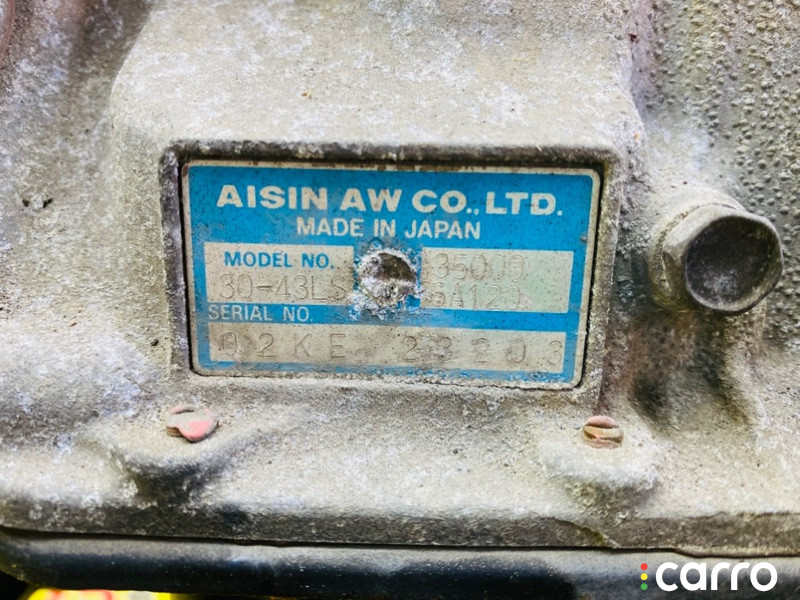 AISIN AW CO., LTD.
MADE IN JAPAN
MODEL NO. 35000
30-43LS 6A120
SERIAL NO.
02KE 23203
carro